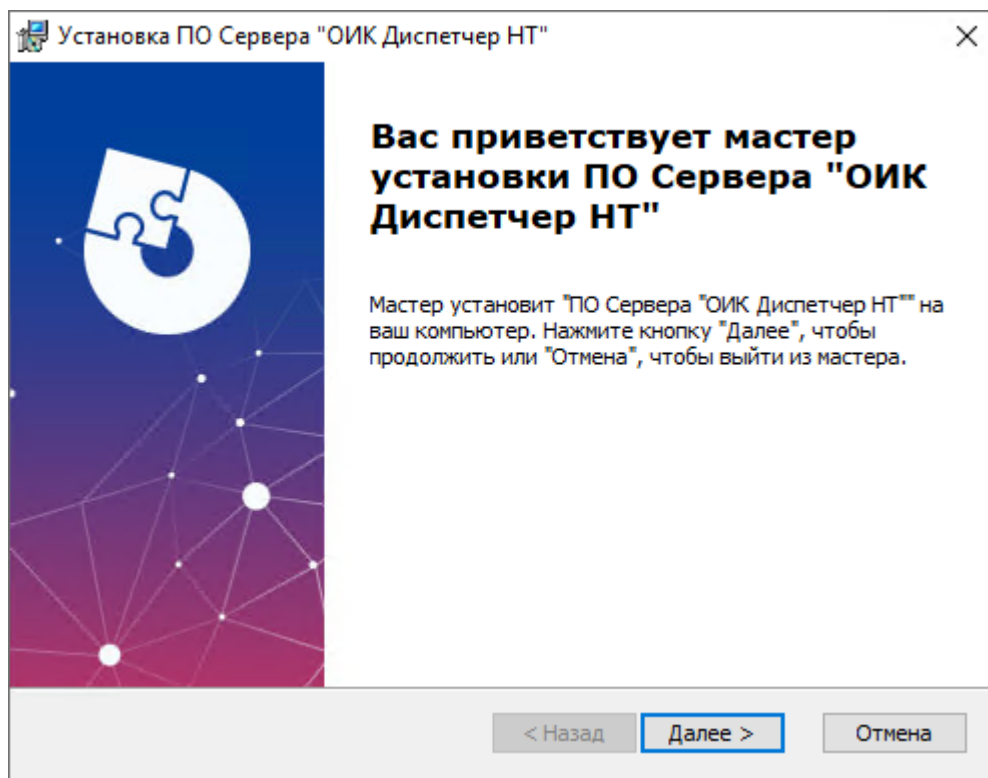 Установка ПО Сервера "ОИК Диспетчер НТ"
Вас приветствует мастер
установки ПО Сервера "ОИК
Диспетчер НТ"
Мастер установит "ПО Сервера "ОИК Диспетчер НТ"" на
ваш компьютер. Нажмите кнопку "Далее", чтобы
продолжить или "Отмена", чтобы выйти из мастера.
< Назад
Далее >
Отмена